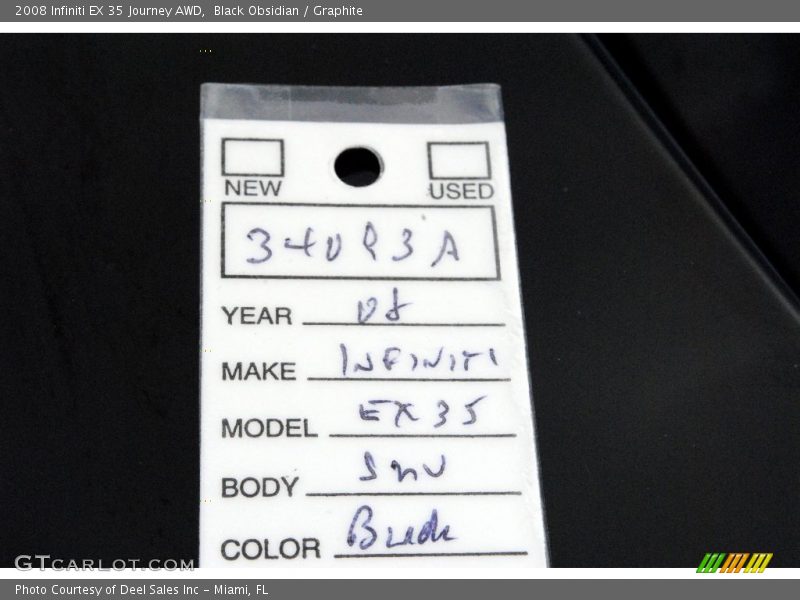 2008 Infiniti EX 35 Journey AWD, Black Obsidian / Graphite
NEW USED
34093A
YEAR 08
MAKE INFINITI
MODEL EX35
BODY SUV
COLOR
GTCARLOT.COM
Photo Courtesy of Deel Sales Inc - Miami, FL